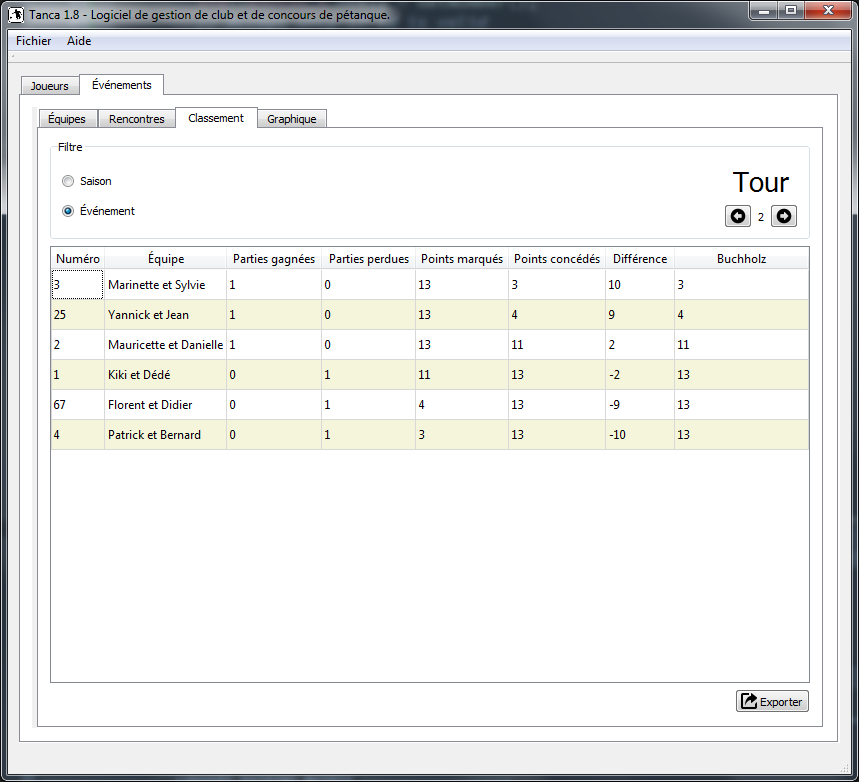 Tanca 1.8 - Logiciel de gestion de club et de concours de pétanque.
Fichier Aide
Joueurs Événements
Équipes Rencontres Classement Graphique
Filtre
Saison
Événement
Tour
2
Numéro Équipe Parties gagnées Parties perdues Points marqués Points concédés Différence Buchholz
3 Marinette et Sylvie 1 0 13 3 10 3
25 Yannick et Jean 1 0 13 4 9 4
2 Mauricette et Danielle 1 0 13 11 2 11
1 Kiki et Dédé 0 1 11 13 -2 13
67 Florent et Didier 0 1 4 13 -9 13
4 Patrick et Bernard 0 1 3 13 -10 13
Exporter